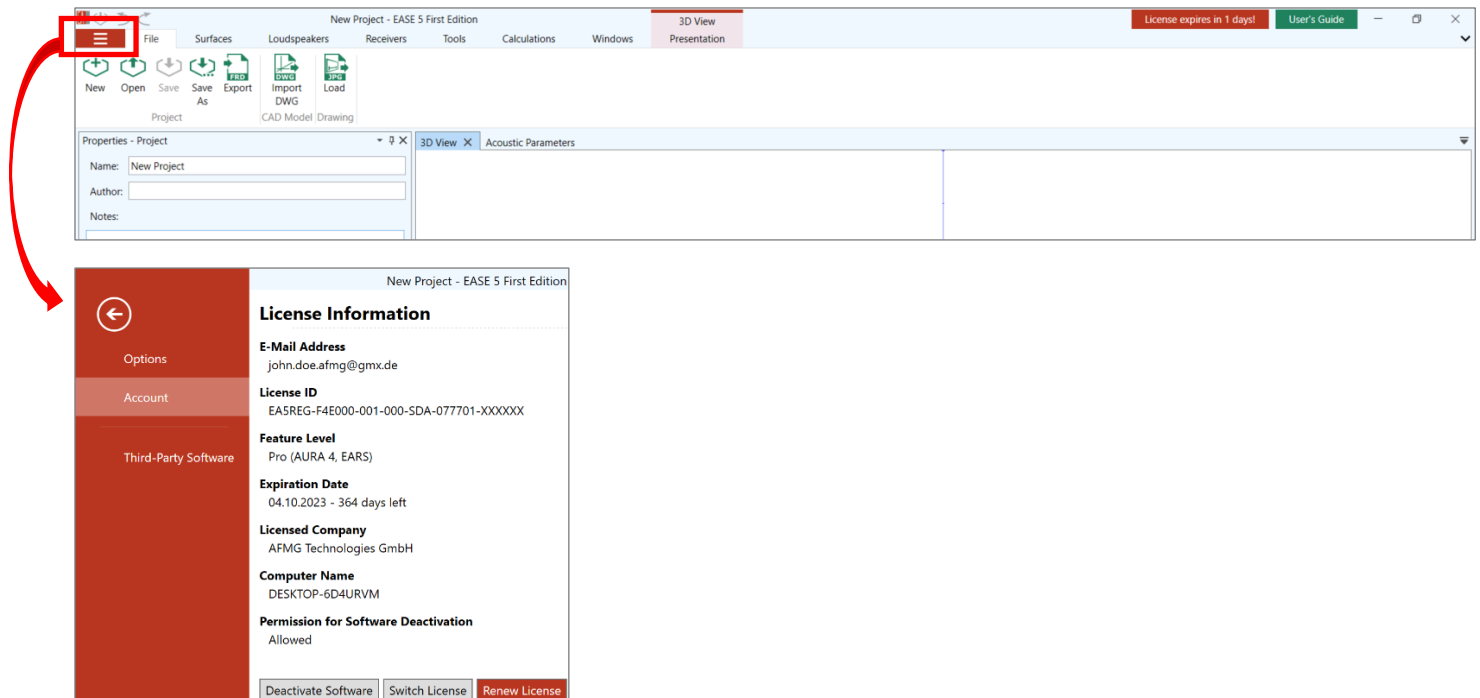 New Project - EASE 5 First Edition
3D View
License expires in 1 days!
User's Guide
File Surfaces Loudspeakers Receivers Tools Calculations Windows Presentation
New Open Save Save As Export Import DWG Load
FRD DWG JPG
Project CAD Model Drawing
Properties - Project
3D View Acoustic Parameters
Name: New Project
Author:
Notes:
New Project - EASE 5 First Edition
License Information
E-Mail Address
john.doe.afmg@gmx.de
Options
Account
Third-Party Software
License ID
EA5REG-F4E000-001-000-SDA-077701-XXXXXX
Feature Level
Pro (AURA 4, EARS)
Expiration Date
04.10.2023 - 364 days left
Licensed Company
AFMG Technologies GmbH
Computer Name
DESKTOP-6D4URVM
Permission for Software Deactivation
Allowed
Deactivate Software Switch License Renew License